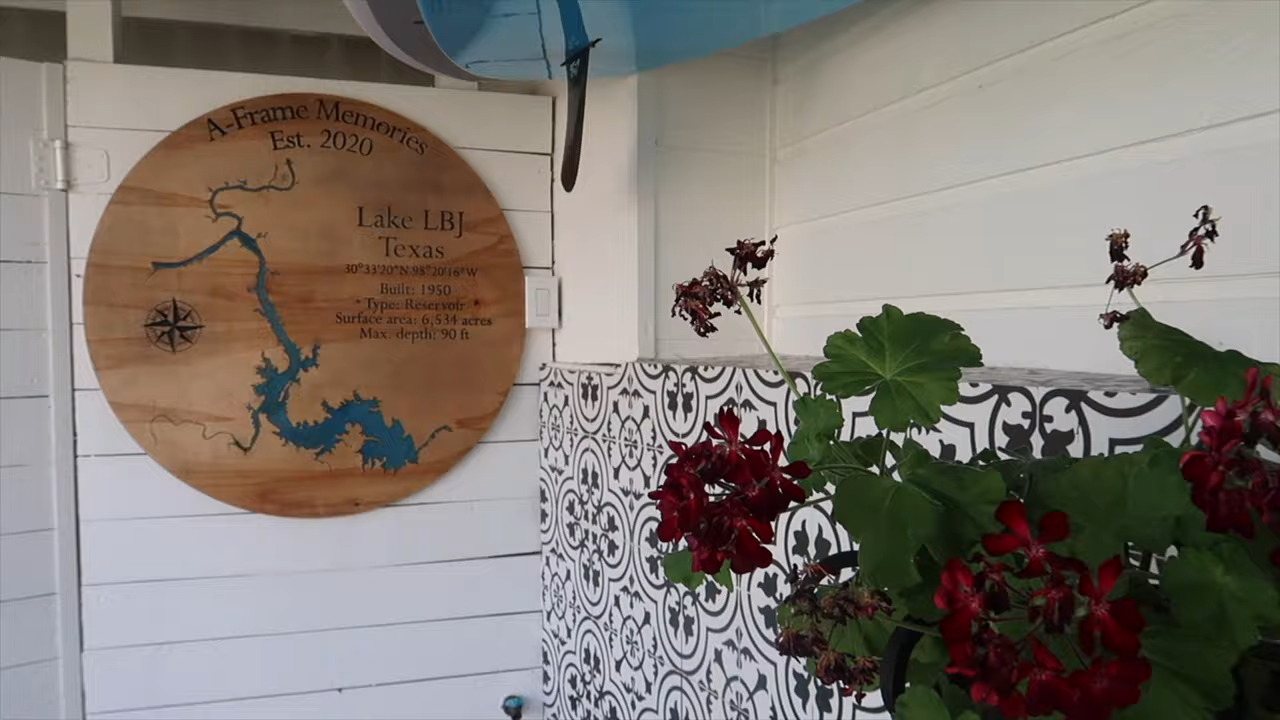 A-Frame Memories
Est. 2020
Lake LBJ
Texas
30°33'20"N 98°20'16"W
Built: 1950
Type: Reservoir
Surface area: 6,534 acres
Max. depth: 90 ft